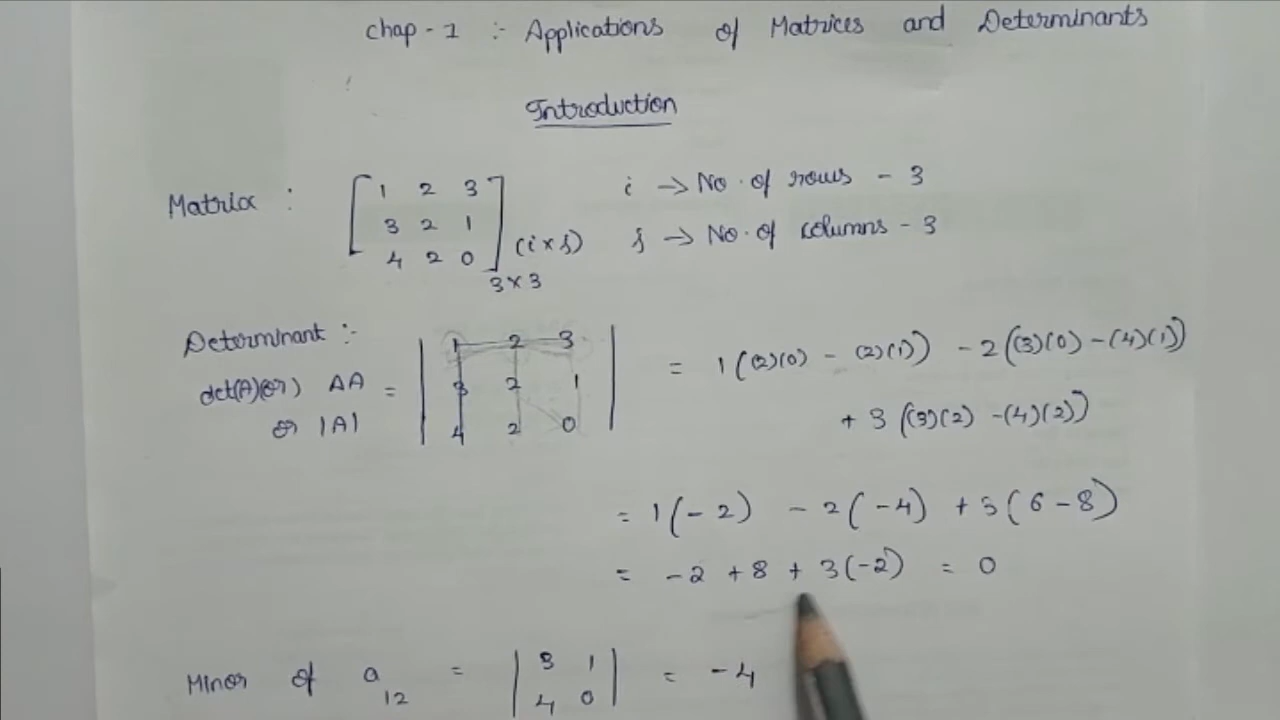 chap - 1 :- Applications of Matrices and Determinants
Introduction
Matrix : [1 2 3 i → No. of rows - 3
3 2 1 (i x j) j → No. of columns - 3
4 2 0] 3 x 3
Determinant :- | 1 2 3 | = 1((2)(0) - (2)(1)) - 2((3)(0) - (4)(1))
det(A)(or) ΔA = 3 2 1
or |A| 4 2 0 + 3((3)(2) - (4)(2))
= 1(-2) - 2(-4) + 3(6-8)
= -2 + 8 + 3(-2) = 0
Minor of a12 = | 3 1 | = -4
4 0